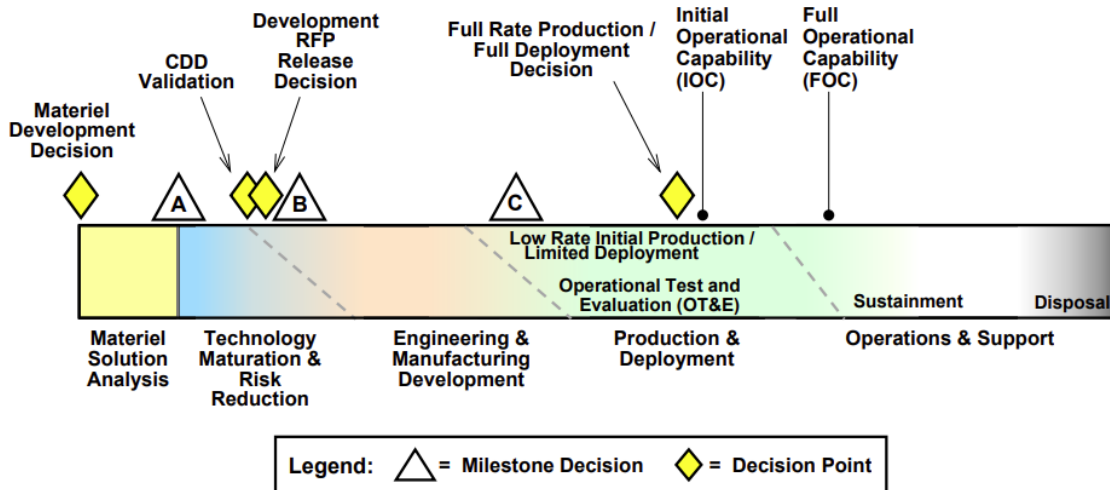 Materiel
Development
Decision
CDD
Validation
Development
RFP
Release
Decision
Full Rate Production /
Full Deployment
Decision
Initial
Operational
Capability
(IOC)
Full
Operational
Capability
(FOC)
A
B
C
Low Rate Initial Production /
Limited Deployment
Operational Test and
Evaluation (OT&E)
Sustainment
Disposal
Materiel
Solution
Analysis
Technology
Maturation &
Risk
Reduction
Engineering &
Manufacturing
Development
Production &
Deployment
Operations & Support
Legend: = Milestone Decision = Decision Point